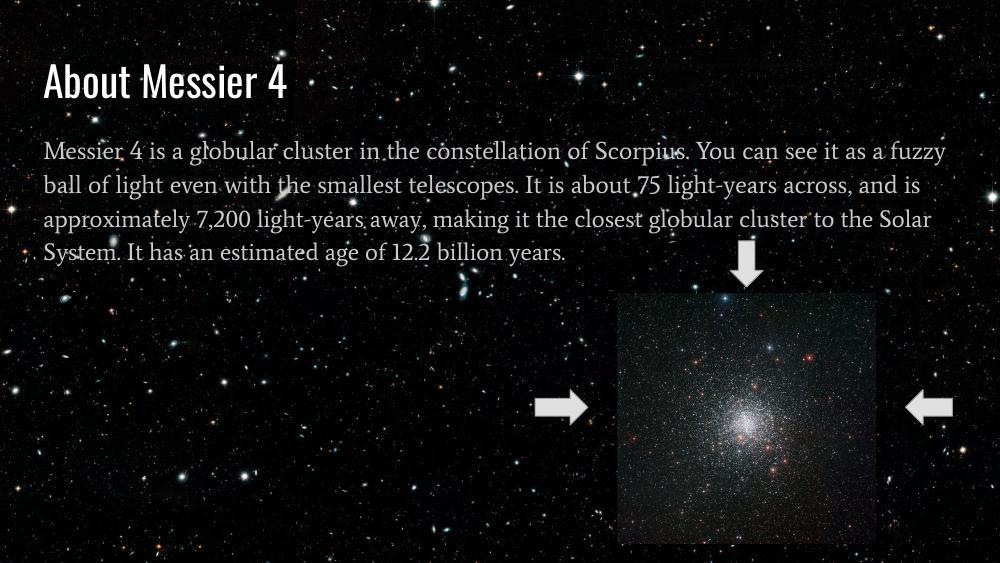 About Messier 4
Messier 4 is a globular cluster in the constellation of Scorpius. You can see it as a fuzzy
ball of light even with the smallest telescopes. It is about 75 light-years across, and is
approximately 7,200 light-years away, making it the closest globular cluster to the Solar
System. It has an estimated age of 12.2 billion years.